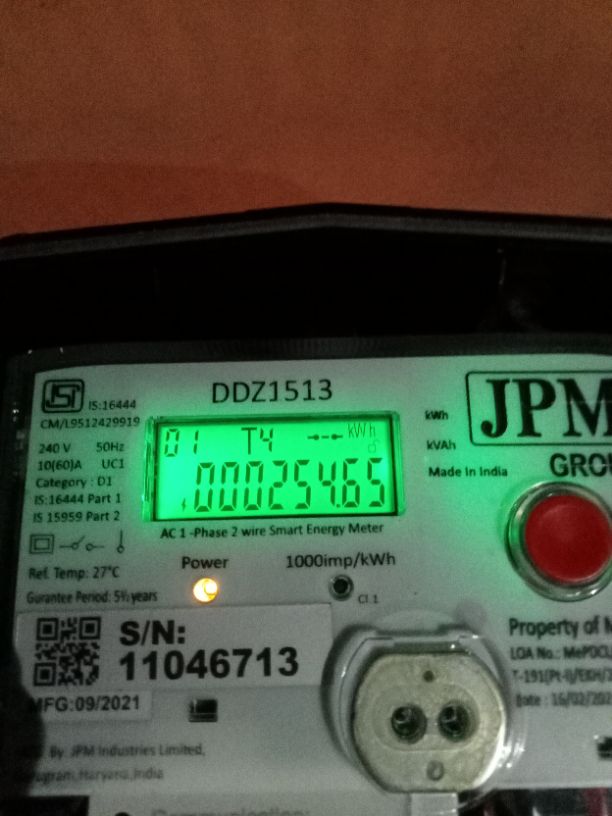 DDZ1513
IS:16444
CM/L9512429919
240 V 50Hz
10(60)A UC1
Category : D1
IS:16444 Part 1
IS 15959 Part 2
01 T4 kWh
000254.65
kWh
kVAh
Made In India
JPM
AC 1 -Phase 2 wire Smart Energy Meter
Ref. Temp: 27°C
Gurantee Period: 5½ years
Power
1000imp/kWh
Cl.1
S/N:
11046713
MFG:09/2021
By JPM Industries Limited,
Haryana,India
Property of
LOA No.: MePDCL